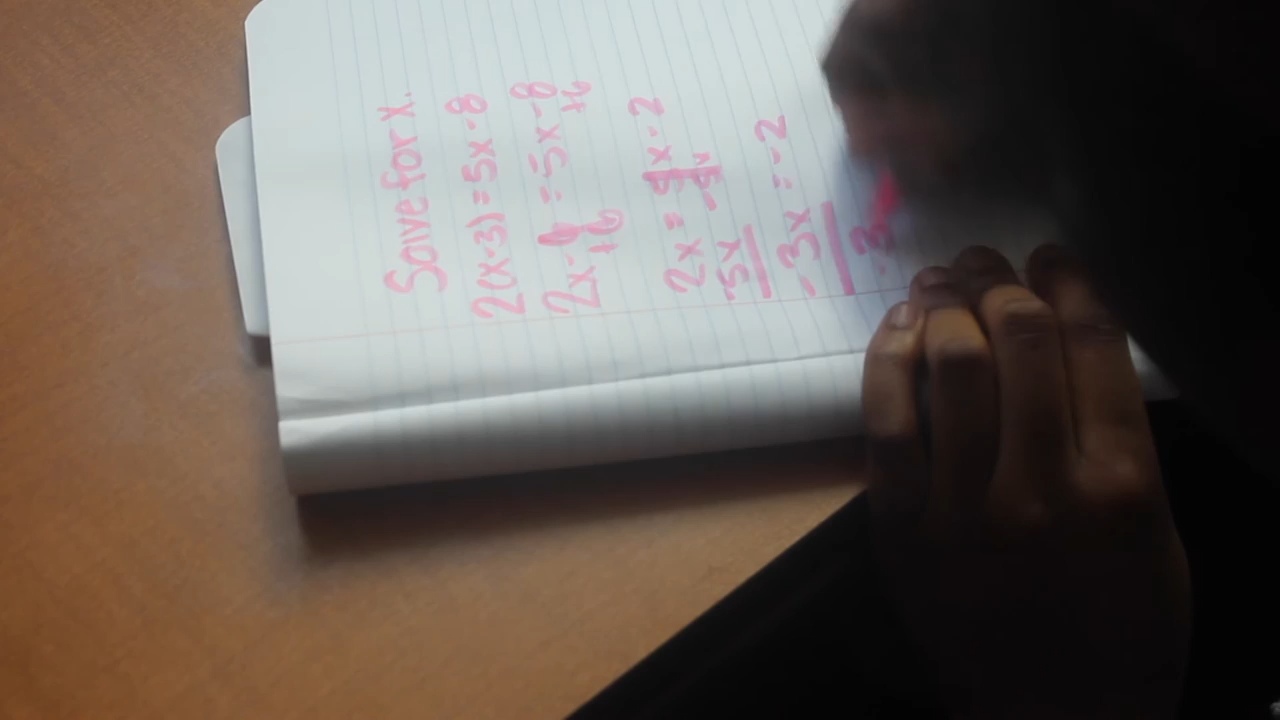 Solve for x.
2(x-3) = 5x-8
2x-6 = 5x-8
+6 +6
2x = 5x-2
-5x -5x
-3x = -2
-3